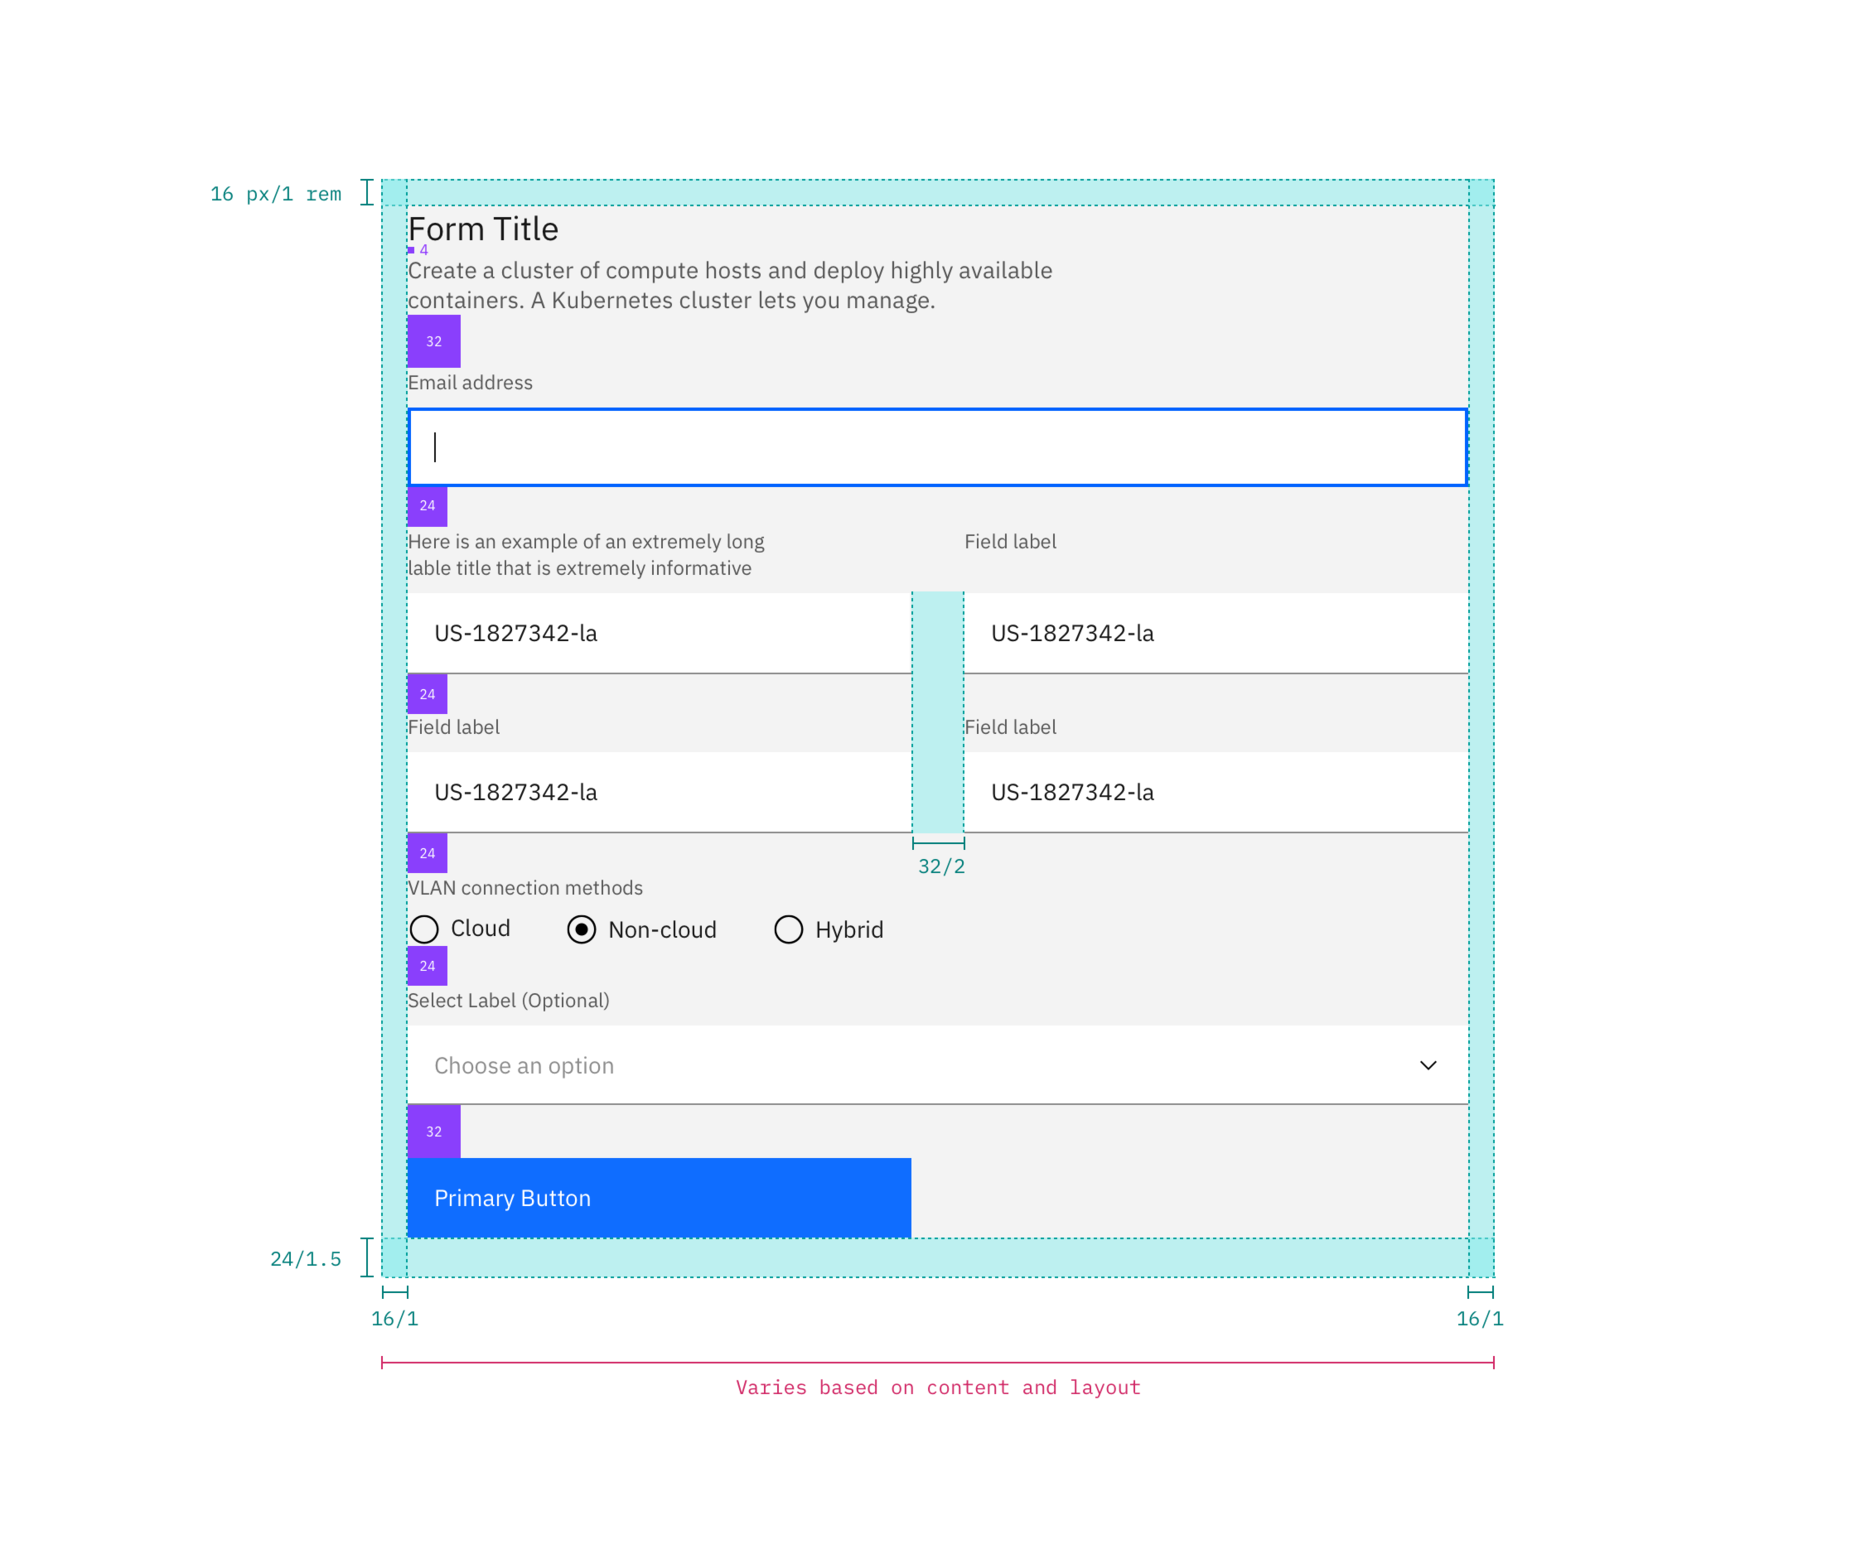 16 px/1 rem
Form Title
4
Create a cluster of compute hosts and deploy highly available
containers. A Kubernetes cluster lets you manage.
32
Email address
24
Here is an example of an extremely long
lable title that is extremely informative
Field label
US-1827342-la
US-1827342-la
24
Field label
Field label
US-1827342-la
US-1827342-la
24
32/2
VLAN connection methods
Cloud
Non-cloud
Hybrid
24
Select Label (Optional)
Choose an option
32
Primary Button
24/1.5
16/1
16/1
Varies based on content and layout